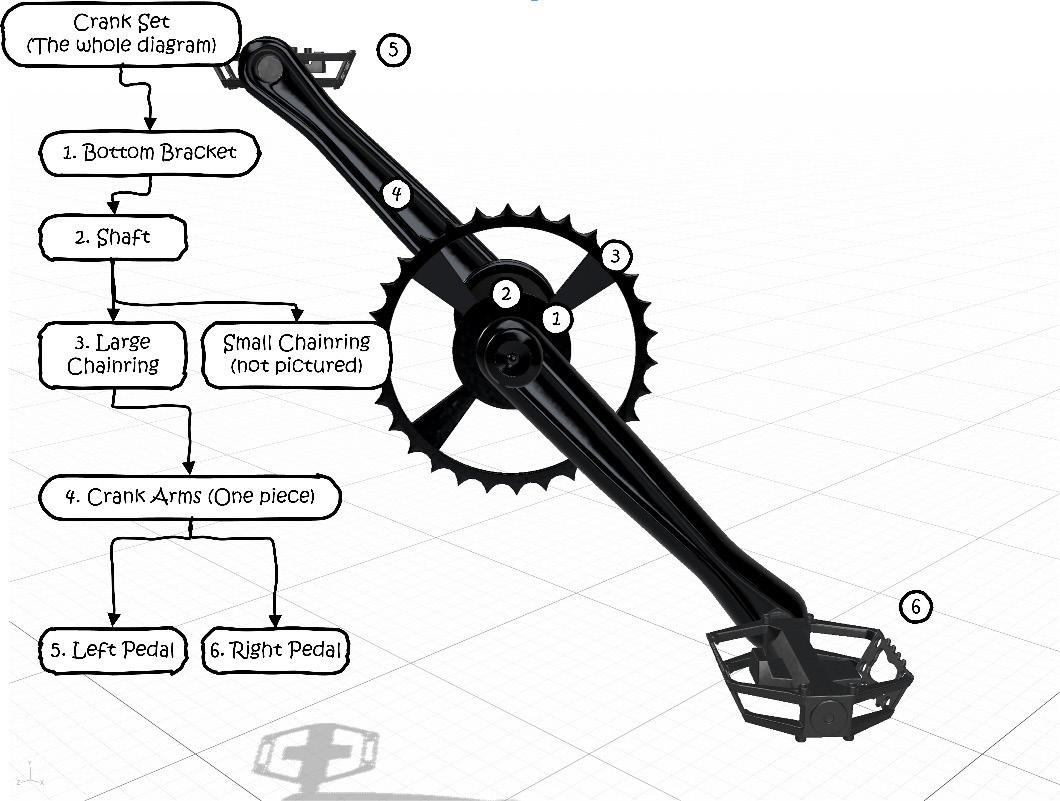 Crank Set
(The whole diagram)
1. Bottom Bracket
2. Shaft
3. Large
Chainring
Small Chainring
(not pictured)
4. Crank Arms (One piece)
5. Left Pedal
6. Right Pedal
5
4
3
2
1
6